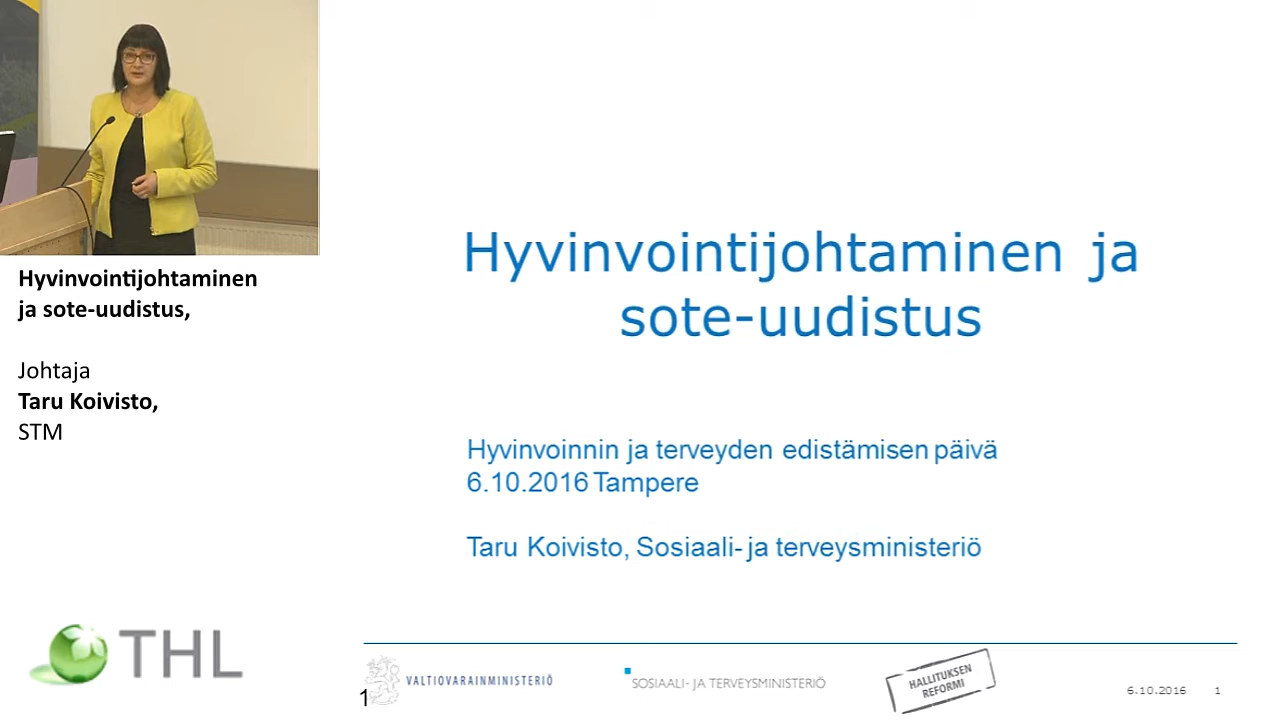 Hyvinvointijohtaminen
ja sote-uudistus,
Johtaja
Taru Koivisto,
STM
THL
Hyvinvointijohtaminen ja
sote-uudistus
Hyvinvoinnin ja terveyden edistämisen päivä
6.10.2016 Tampere
Taru Koivisto, Sosiaali- ja terveysministeriö
1
VALTIOVARAINMINISTERIÖ
SOSIAALI- JA TERVEYSMINISTERIÖ
HALLITUKSEN
REFORMI
6.10.2016 1